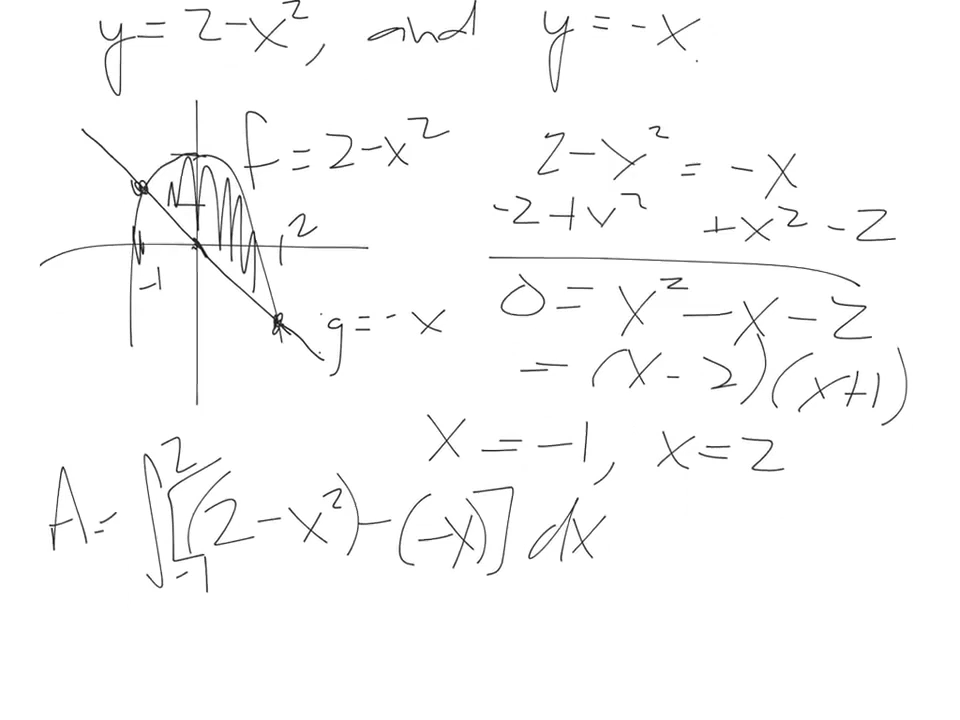 y = 2 - x², and y = -x.
f = 2 - x²
2
-1
g = -x
2 - x² = -x
-2 + x² + x² - 2
0 = x² - x - 2
= (x - 2)(x + 1)
x = -1, x = 2
A = ∫₋₁² [(2 - x²) - (-x)] dx